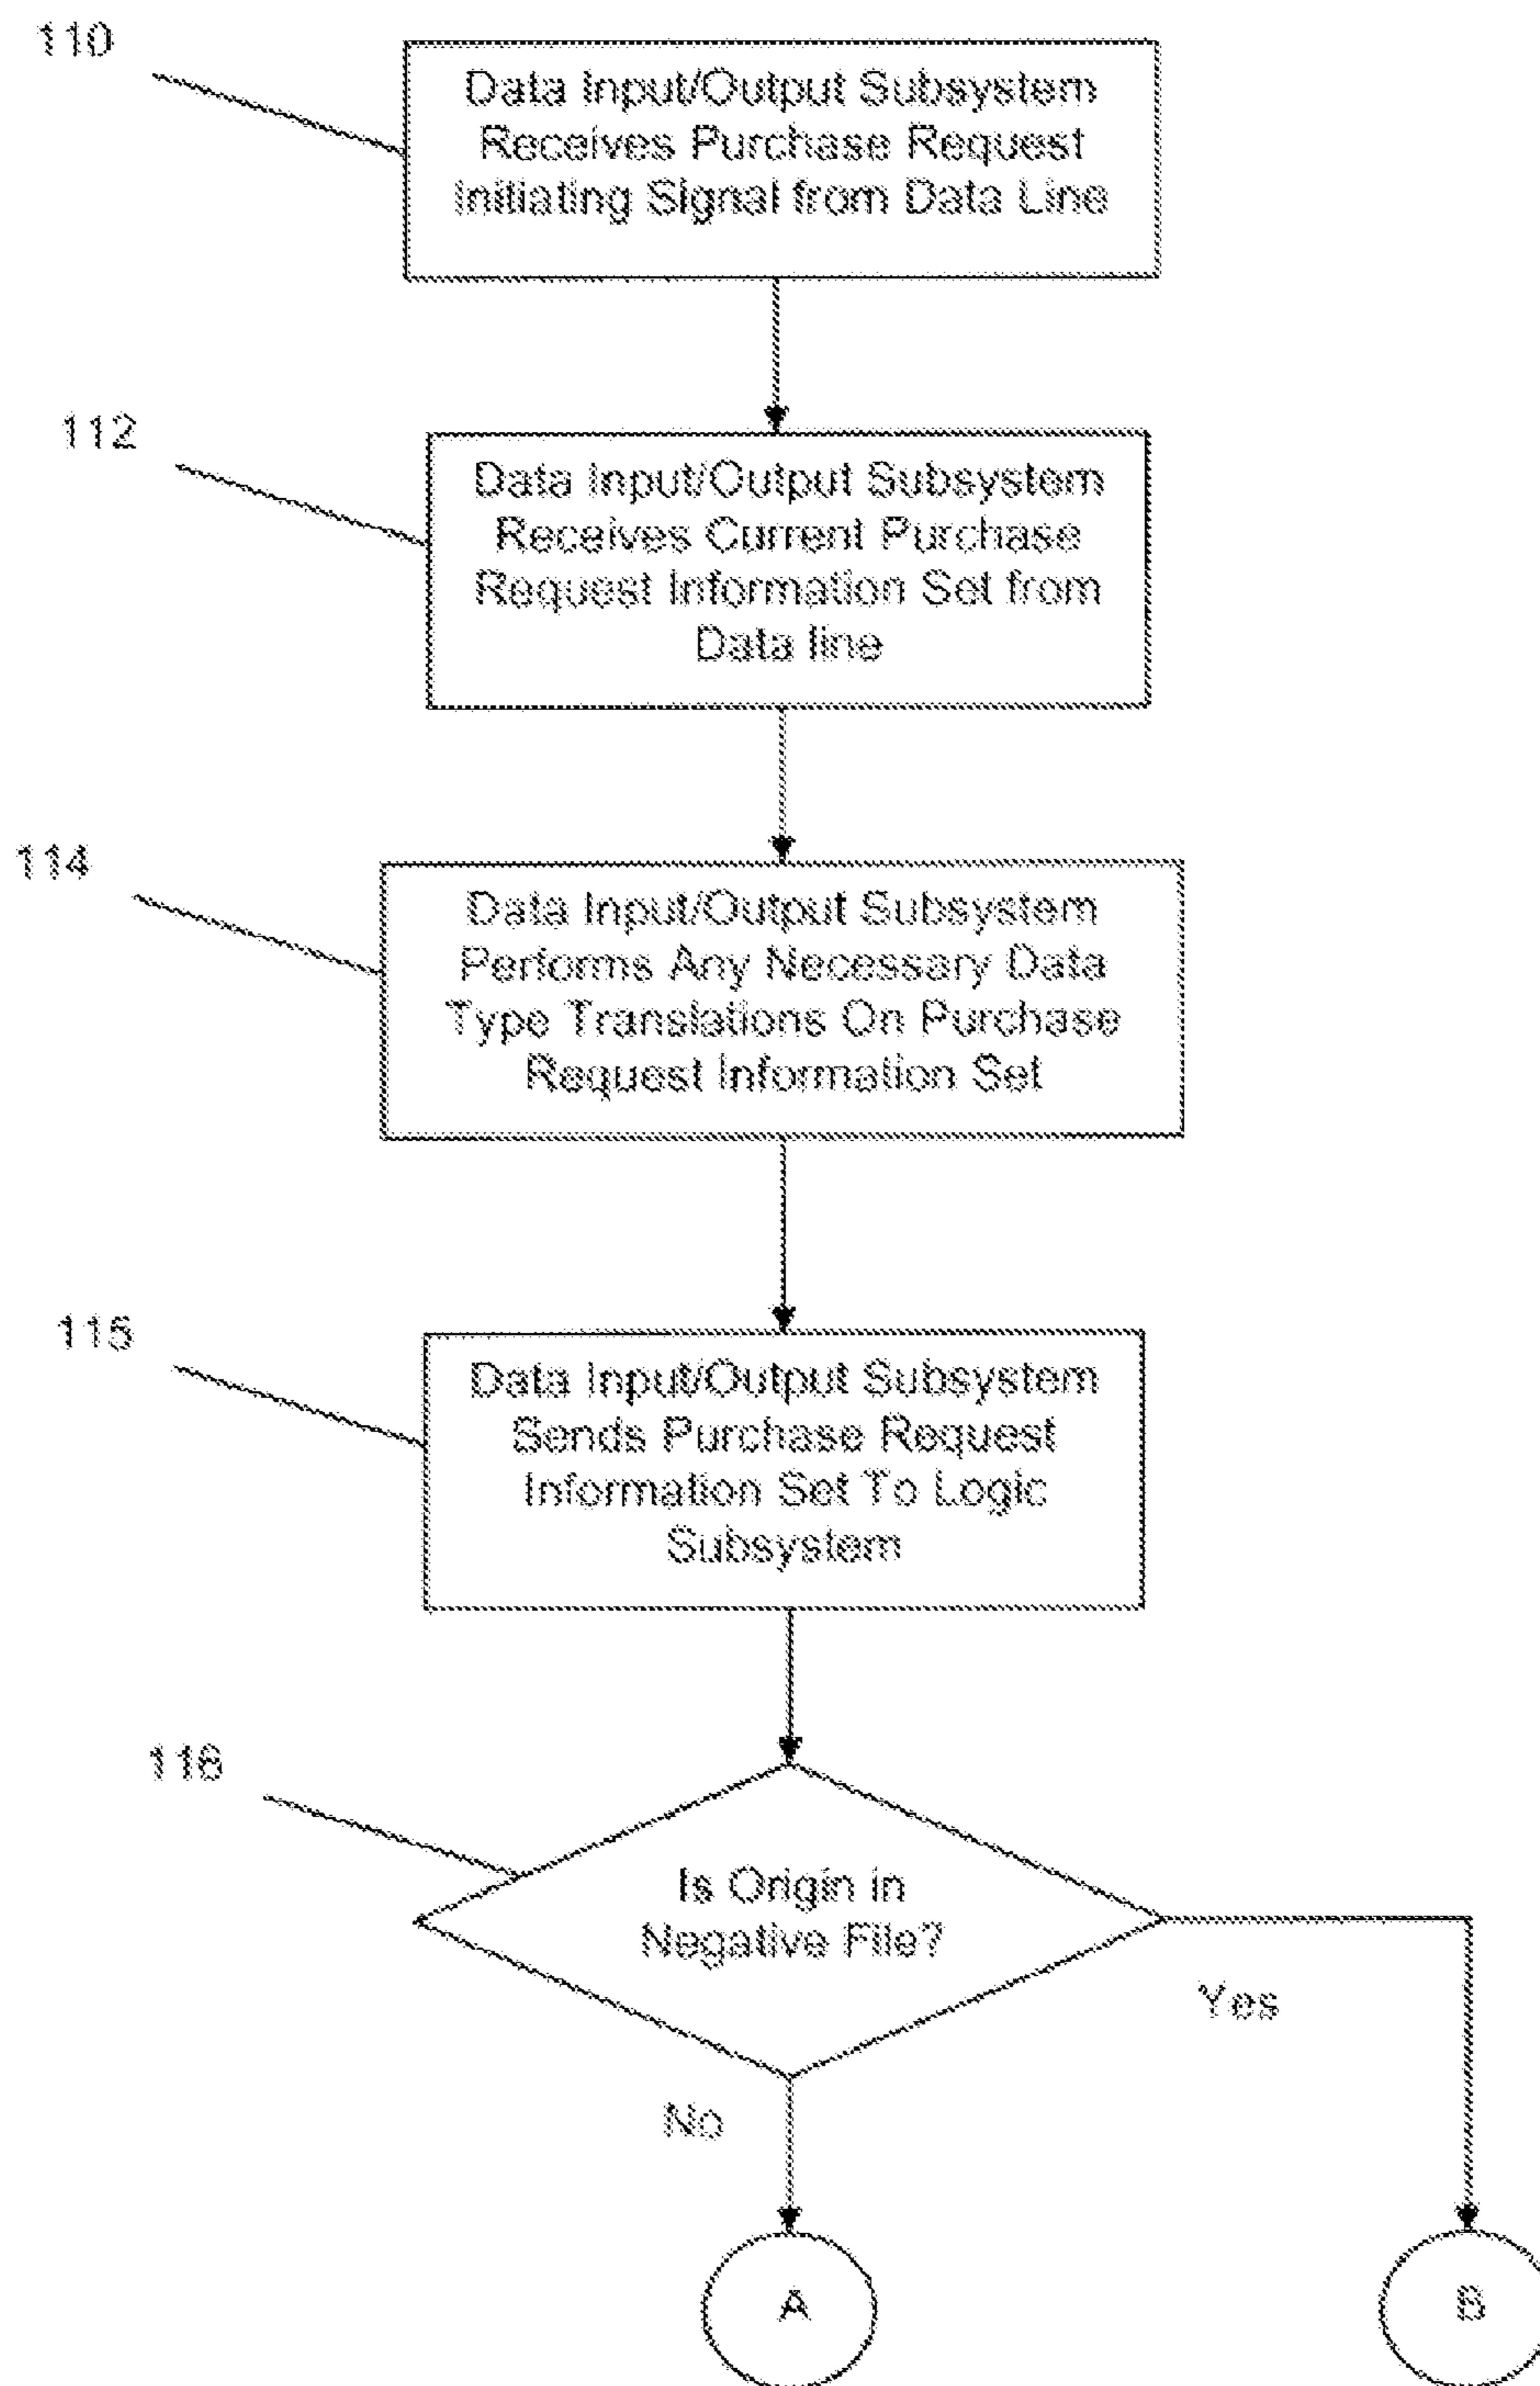 110
Data Input/Output Subsystem
Receives Purchase Request
Initiating Signal from Data Line
112
Data Input/Output Subsystem
Receives Current Purchase
Request Information Set from
Data line
114
Data Input/Output Subsystem
Performs Any Necessary Data
Type Translations On Purchase
Request Information Set
Data Input/Output Subsystem
Sends Purchase Request
Information Set To Logic
Subsystem
Is Origin in
Negative File?
Yes
No
A
B